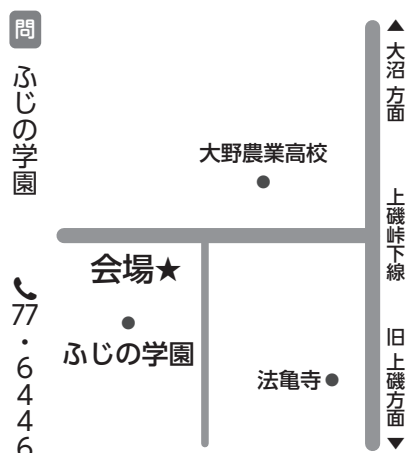 問 ふじの学園 77・6446
▲大沼方面 上磯峠下線 旧上磯方面▼
大野農業高校
会場★
ふじの学園
法亀寺